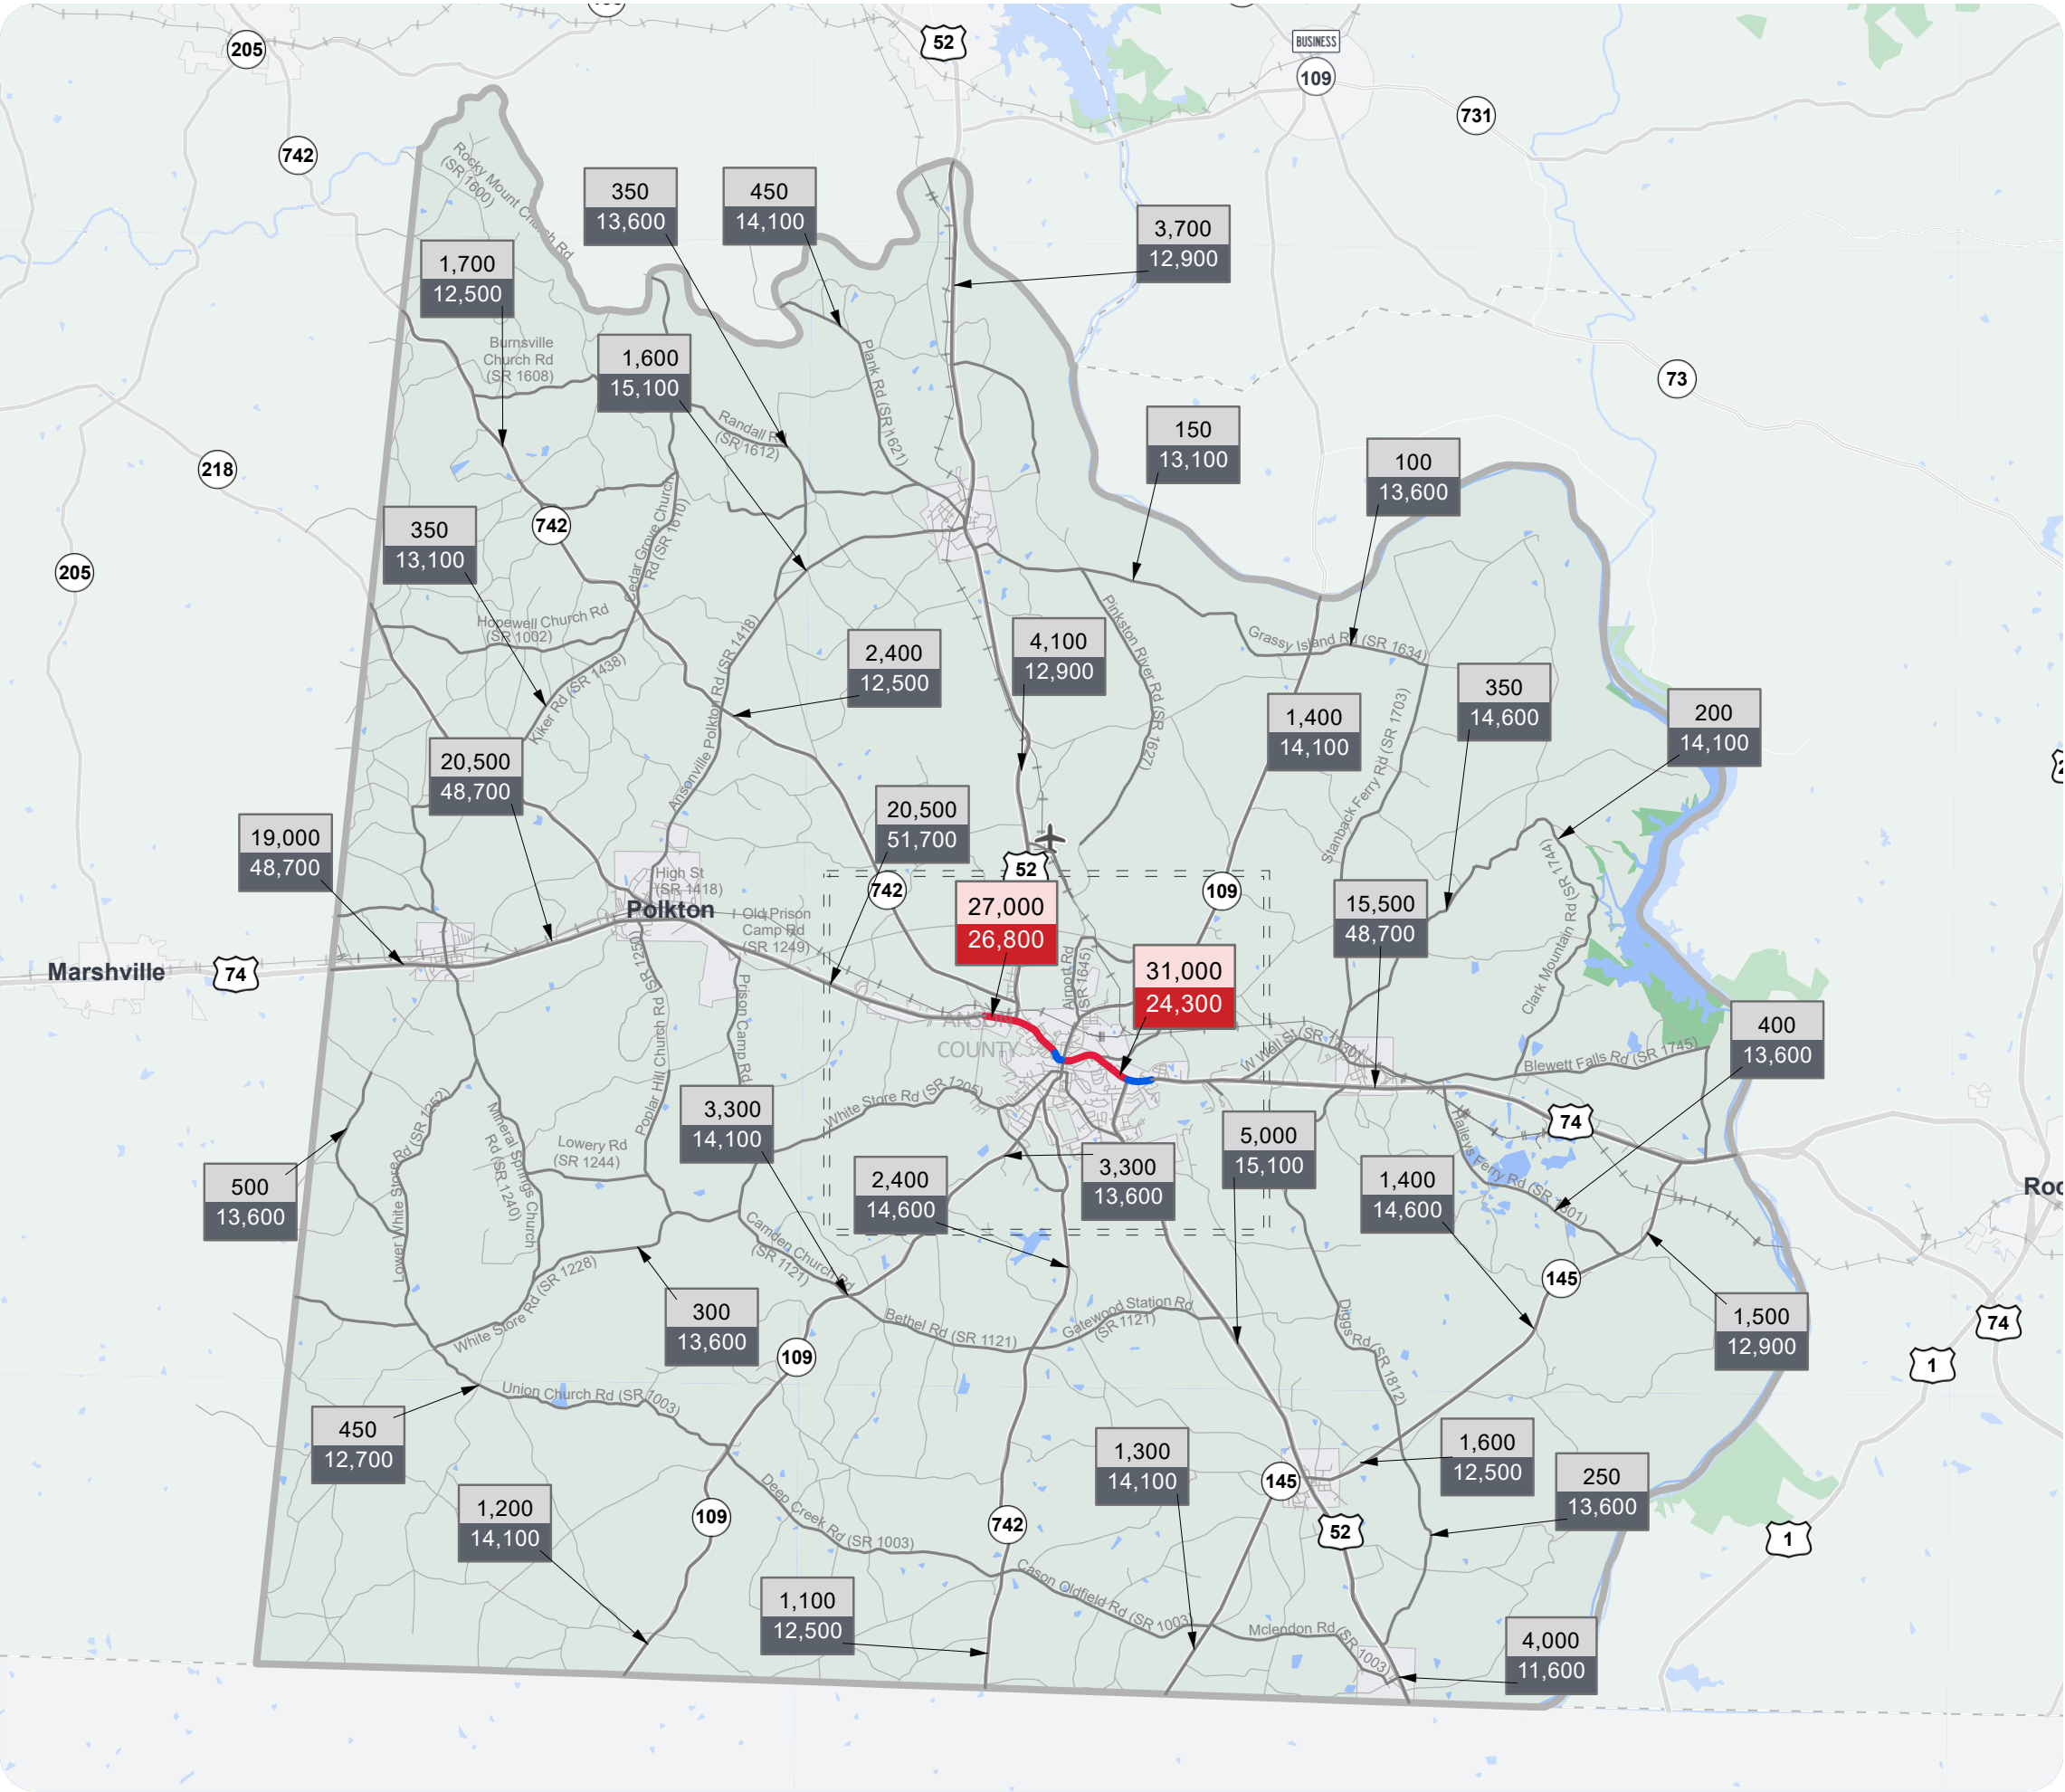 52
205
BUSINESS
109
731
742
Rocky Mount Church Rd
(SR 1600)
350
13,600
450
14,100
3,700
12,900
1,700
12,500
Burnsville
Church Rd
(SR 1608)
1,600
15,100
Plank Rd (SR 1621)
73
Randall R
(SR 1612)
150
13,100
100
13,600
218
742
350
13,100
Cedar Grove Church
Rd (SR 1610)
205
Hopewell Church Rd
(SR 1002)
Kiker Rd (SR 1438)
Ansonville Polkton Rd (SR 1418)
2,400
12,500
4,100
12,900
Pinkston River Rd (SR 1627)
Grassy Island Rd (SR 1634)
1,400
14,100
Stanback Ferry Rd (SR 1703)
350
14,600
200
14,100
20,500
48,700
19,000
48,700
20,500
51,700
52
742
109
High St
(SR 1418)
Polkton
Old Prison
Camp Rd
(SR 1249)
27,000
26,800
15,500
48,700
Clark Mountain Rd (SR 1744)
Marshville
74
(SR 1250)
Prison Camp Rd
Airport Rd
(SR 1645)
31,000
24,300
ANSON
COUNTY
W Wall St (SR 1730)
Blewett Falls Rd (SR 1745)
400
13,600
Poplar Hill Church Rd
3,300
14,100
White Store Rd (SR 1205)
74
Haileys Ferry Rd (SR 1801)
Lower White Store Rd (SR 1252)
Mineral Springs Church
Rd (SR 1240)
Lowery Rd
(SR 1244)
500
13,600
2,400
14,600
3,300
13,600
5,000
15,100
1,400
14,600
Roc
Camden Church Rd
(SR 1121)
145
White Store Rd (SR 1228)
300
13,600
Bethel Rd (SR 1121)
Gatewood Station Rd
(SR 1121)
Diggs Rd (SR 1812)
1,500
12,900
74
1
109
Union Church Rd (SR 1003)
450
12,700
1,300
14,100
1,600
12,500
250
13,600
145
1,200
14,100
109
Deep Creek Rd (SR 1003)
742
52
1
Cason Oldfield Rd (SR 1003)
1,100
12,500
Mclendon Rd (SR 1003)
4,000
11,600